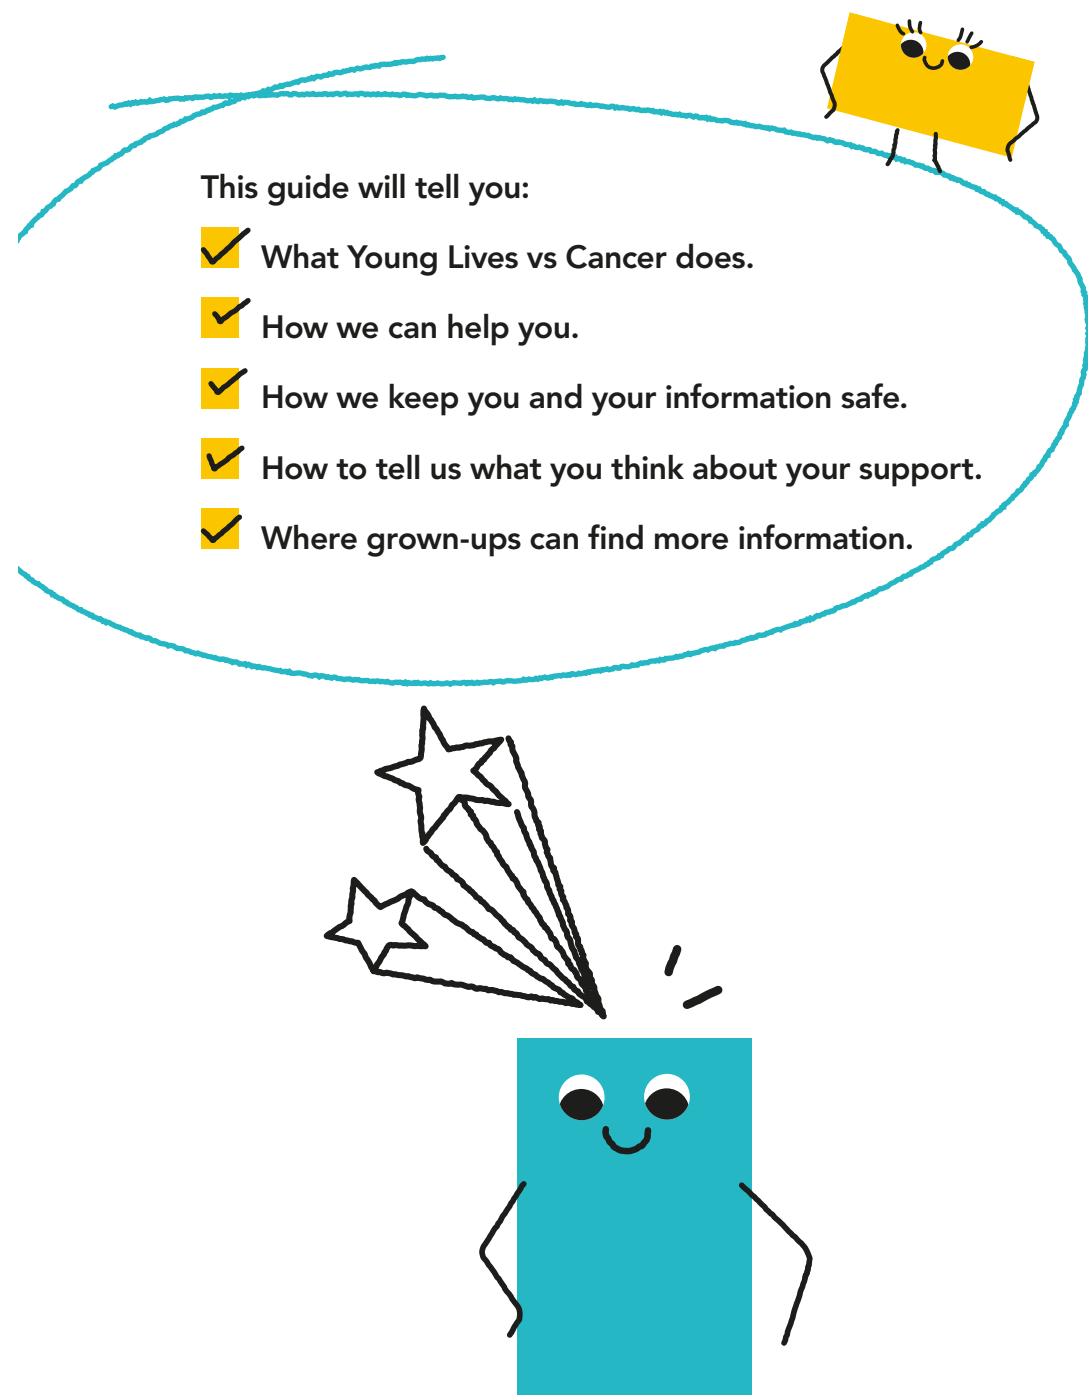 This guide will tell you:
What Young Lives vs Cancer does.
How we can help you.
How we keep you and your information safe.
How to tell us what you think about your support.
Where grown-ups can find more information.